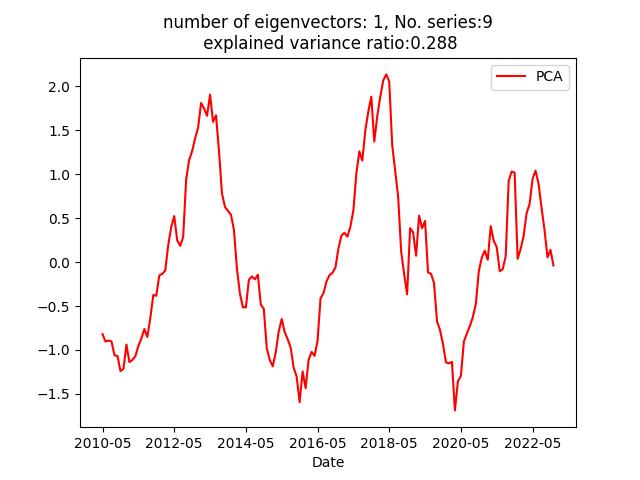 number of eigenvectors: 1, No. series:9
explained variance ratio:0.288
PCA
2.0
1.5
1.0
0.5
0.0
−0.5
−1.0
−1.5
2010-05 2012-05 2014-05 2016-05 2018-05 2020-05 2022-05
Date